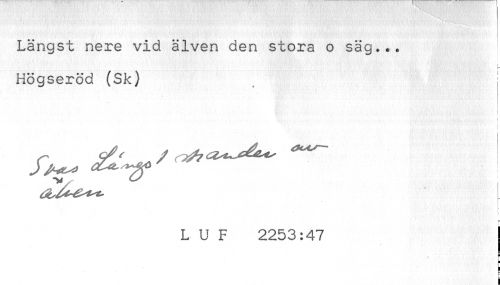 Längst nere vid älven den stora o säg...
Högseröd (Sk)
Svas Längst stranden av
älven
L U F 2253:47